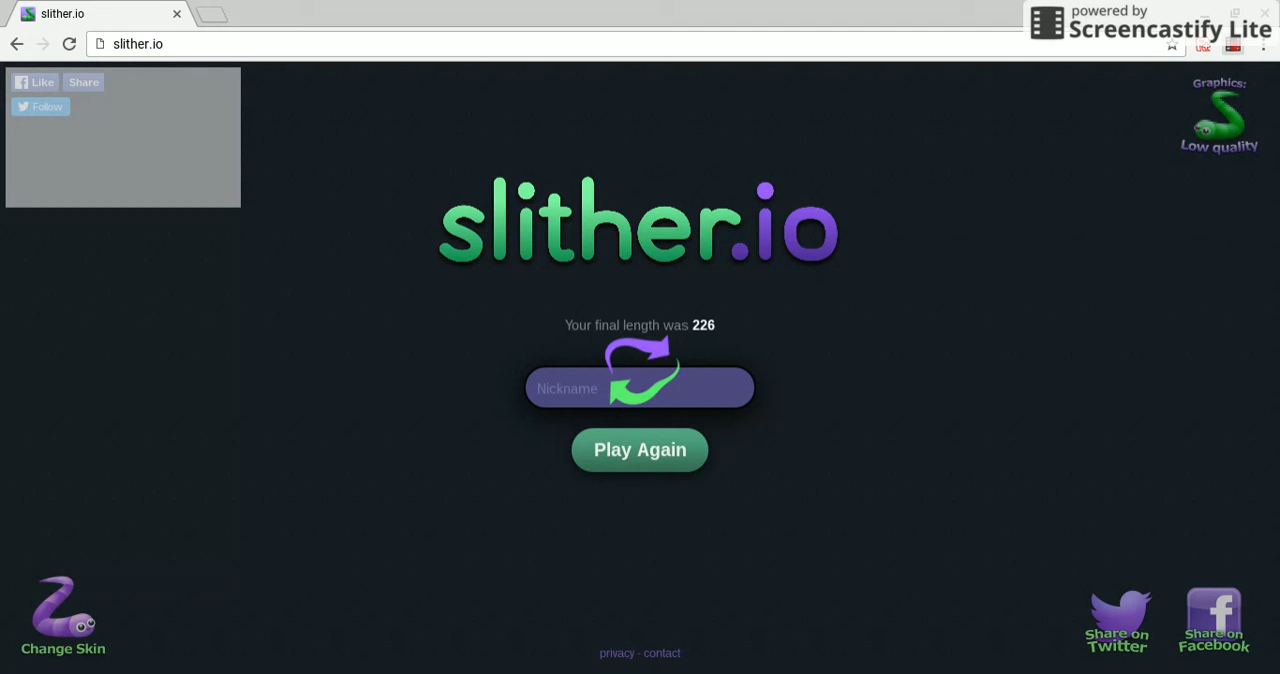 slither.io
powered by
Screencastify Lite
slither.io
Like Share
Follow
Graphics:
Low quality
slither.io
Your final length was 226
Nickname
Play Again
Change Skin
Share on
Twitter
Share on
Facebook
privacy - contact